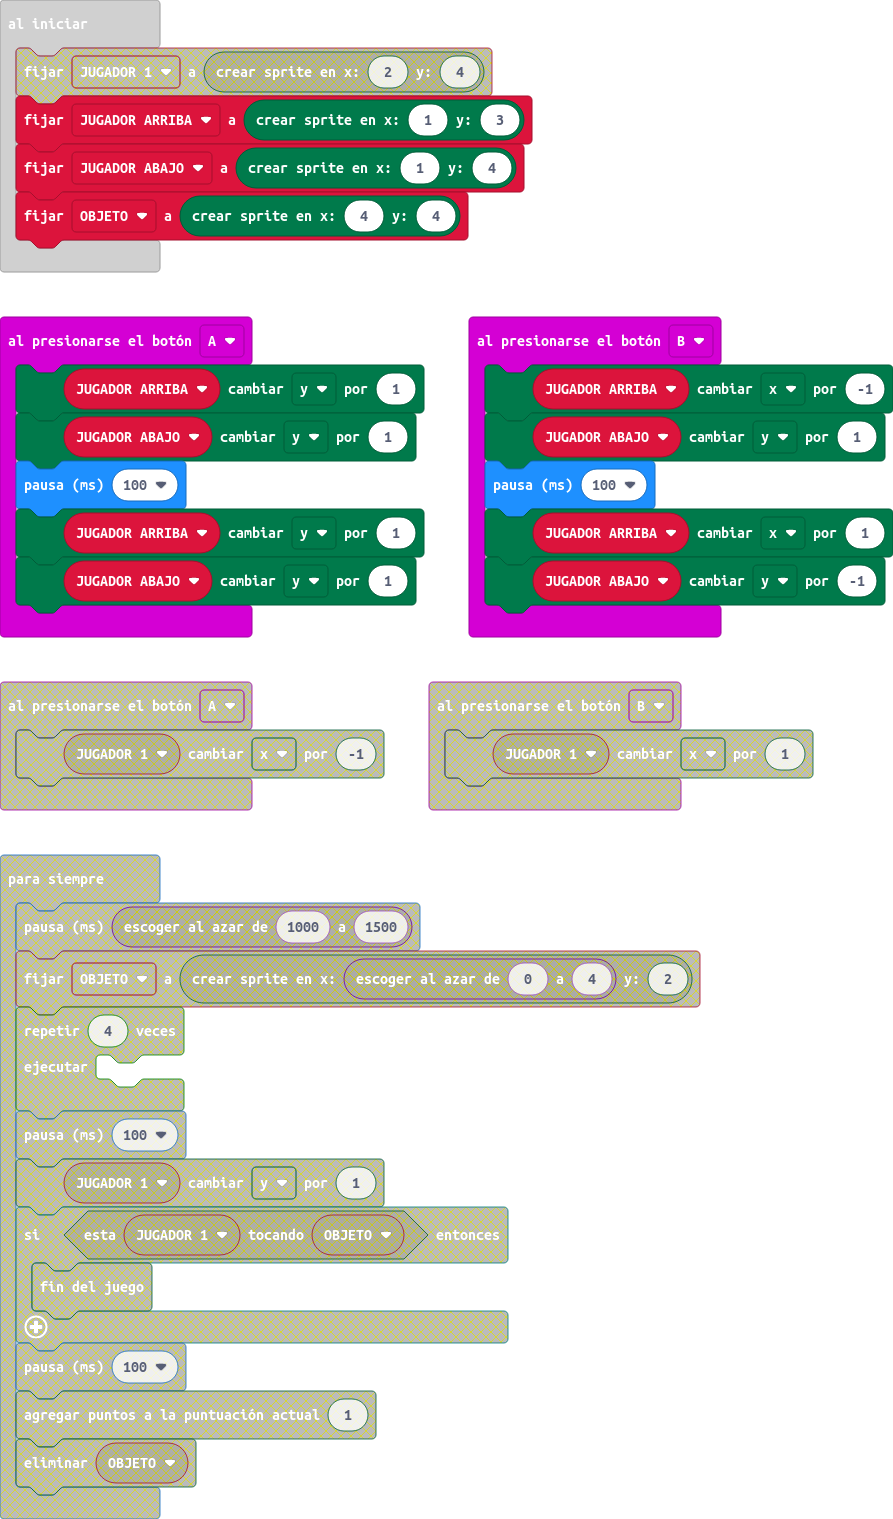 al iniciar
fijar JUGADOR 1 a crear sprite en x: 2 y: 4
fijar JUGADOR ARRIBA a crear sprite en x: 1 y: 3
fijar JUGADOR ABAJO a crear sprite en x: 1 y: 4
fijar OBJETO a crear sprite en x: 4 y: 4
al presionarse el botón A
JUGADOR ARRIBA cambiar y por 1
JUGADOR ABAJO cambiar y por 1
pausa (ms) 100
JUGADOR ARRIBA cambiar y por 1
JUGADOR ABAJO cambiar y por 1
al presionarse el botón B
JUGADOR ARRIBA cambiar x por -1
JUGADOR ABAJO cambiar y por 1
pausa (ms) 100
JUGADOR ARRIBA cambiar x por 1
JUGADOR ABAJO cambiar y por -1
al presionarse el botón A
JUGADOR 1 cambiar x por -1
al presionarse el botón B
JUGADOR 1 cambiar x por 1
para siempre
pausa (ms) escoger al azar de 1000 a 1500
fijar OBJETO a crear sprite en x: escoger al azar de 0 a 4 y: 2
repetir 4 veces
ejecutar
pausa (ms) 100
JUGADOR 1 cambiar y por 1
si esta JUGADOR 1 tocando OBJETO entonces
fin del juego
pausa (ms) 100
agregar puntos a la puntuación actual 1
eliminar OBJETO